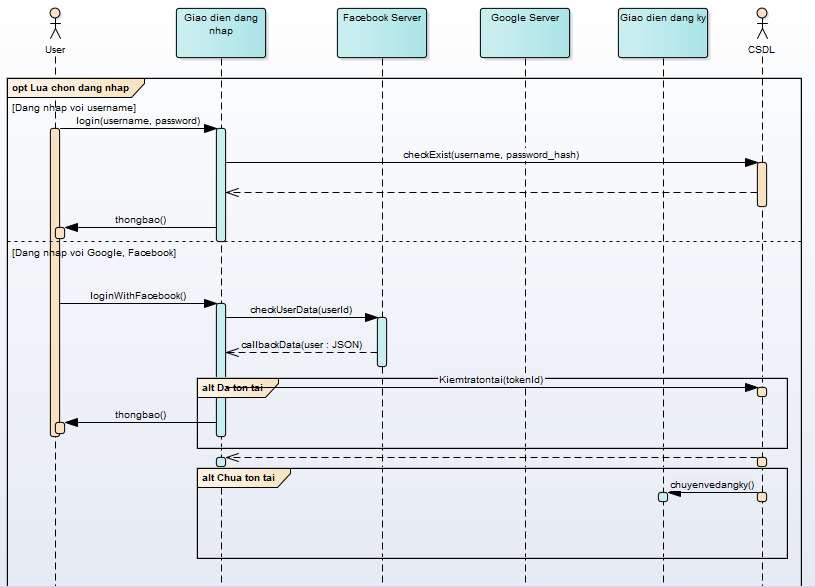 User
Giao dien dang
nhap
Facebook Server
Google Server
Giao dien dang ky
CSDL
opt Lua chon dang nhap
[Dang nhap voi username]
login(username, password)
checkExist(username, password_hash)
thongbao()
[Dang nhap voi Google, Facebook]
loginWithFacebook()
checkUserData(userId)
callbackData(user : JSON)
alt Da ton tai
Kiemtratontai(tokenId)
thongbao()
alt Chua ton tai
chuyenvedangky()